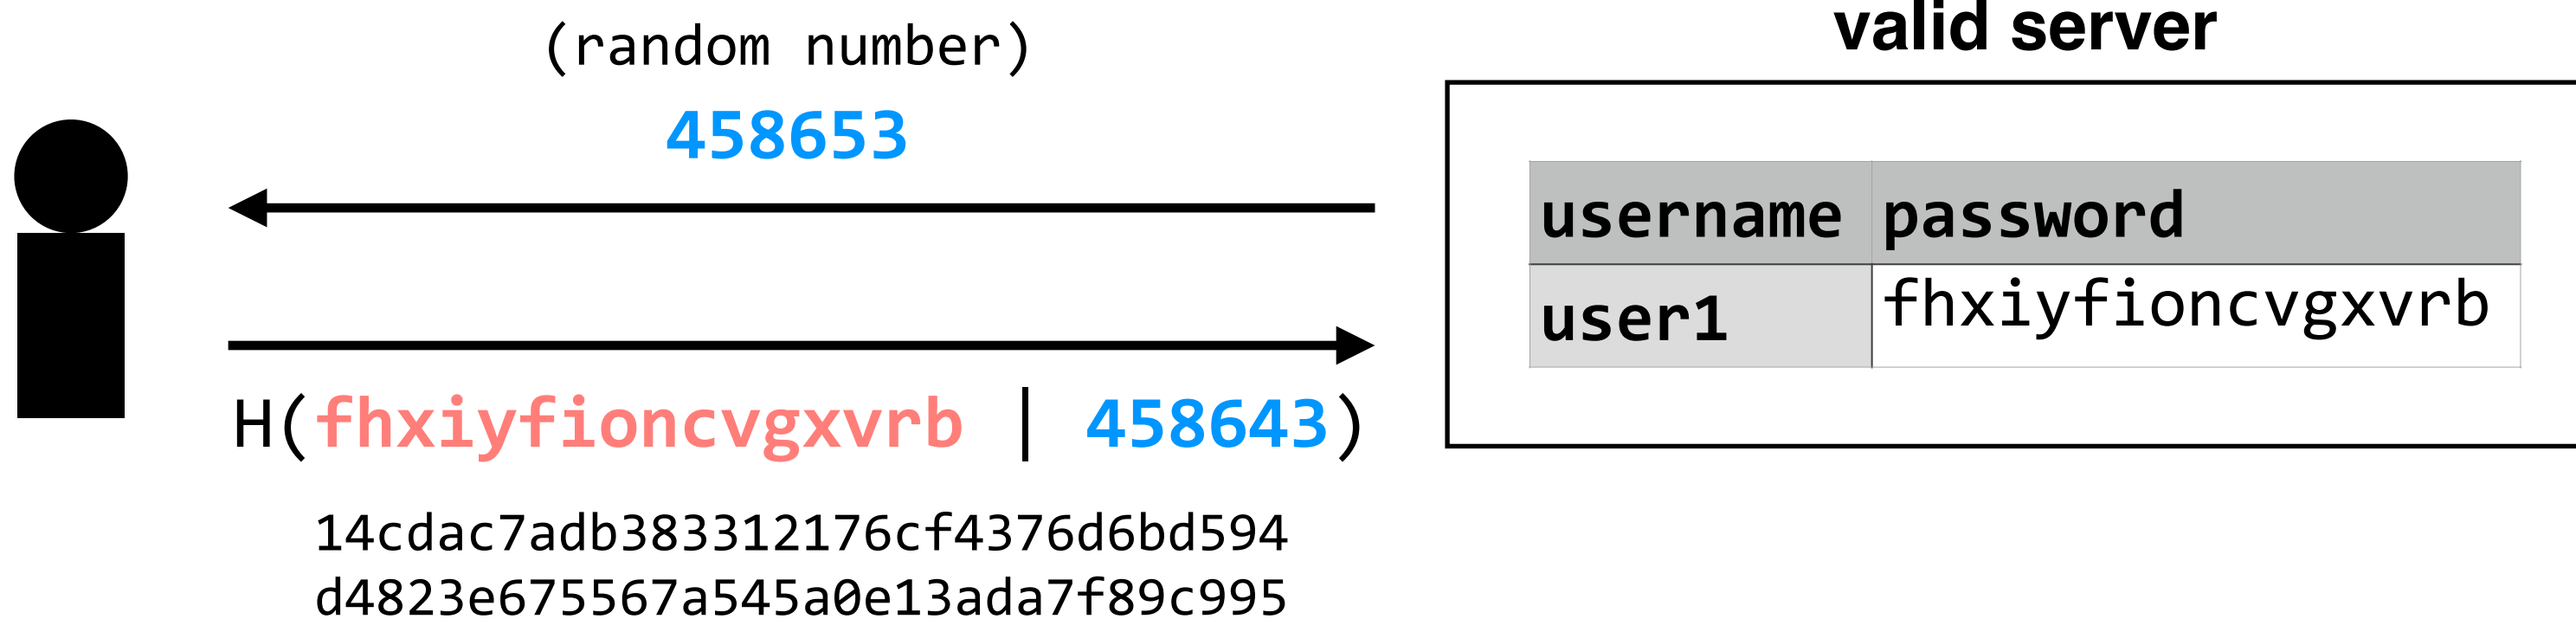 valid server
(random number)
458653
username password
user1 fhxiyfioncvgxvrb
H(fhxiyfioncvgxvrb | 458643)
14cdac7adb383312176cf4376d6bd594
d4823e675567a545a0e13ada7f89c995